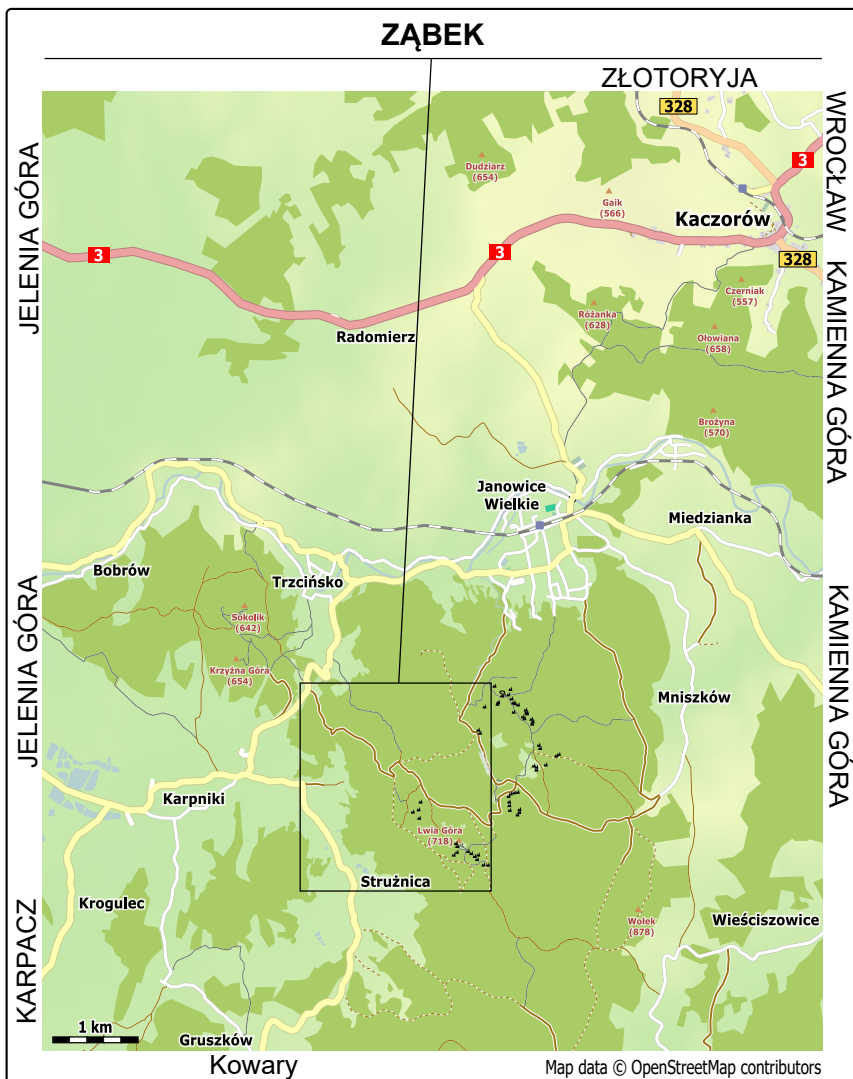 ZĄBEK
ZŁOTORYJA
328
WROCŁAW
3
Dudziarz
(654)
Gaik
(566)
Kaczorów
JELENIA GÓRA
3
3
328
KAMIENNA GÓRA
Czerniak
(557)
Różanka
(628)
Ołowiana
(658)
Radomierz
Brożyna
(570)
Janowice
Wielkie
Miedzianka
Bobrów
Trzcińsko
JELENIA GÓRA
KAMIENNA GÓRA
Sokolik
(642)
Krzyżna Góra
(654)
Mniszków
Karpniki
Lwia Góra
(718)
Strużnica
KARPACZ
Krogulec
Wołek
(878)
Wieściszowice
1 km
Gruszków
Kowary
Map data © OpenStreetMap contributors